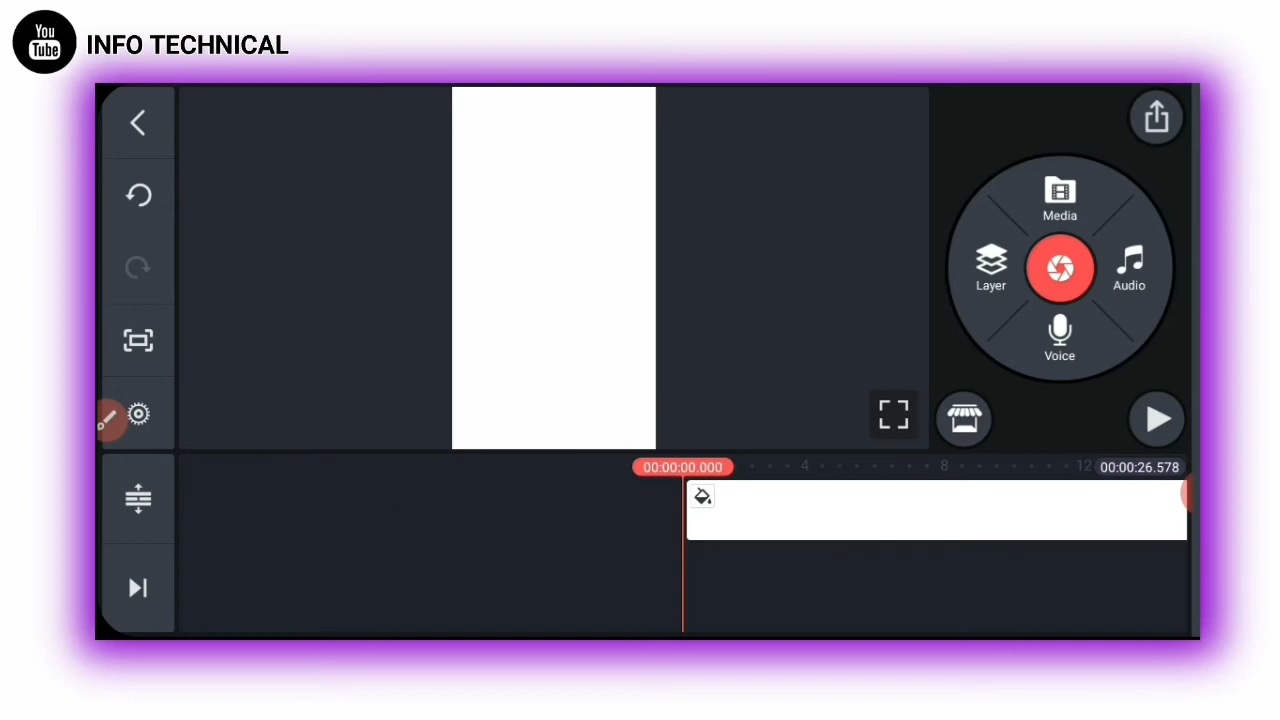 You
Tube
INFO TECHNICAL
Media
Layer
Audio
Voice
00:00:00.000
4
8
12
00:00:26.578